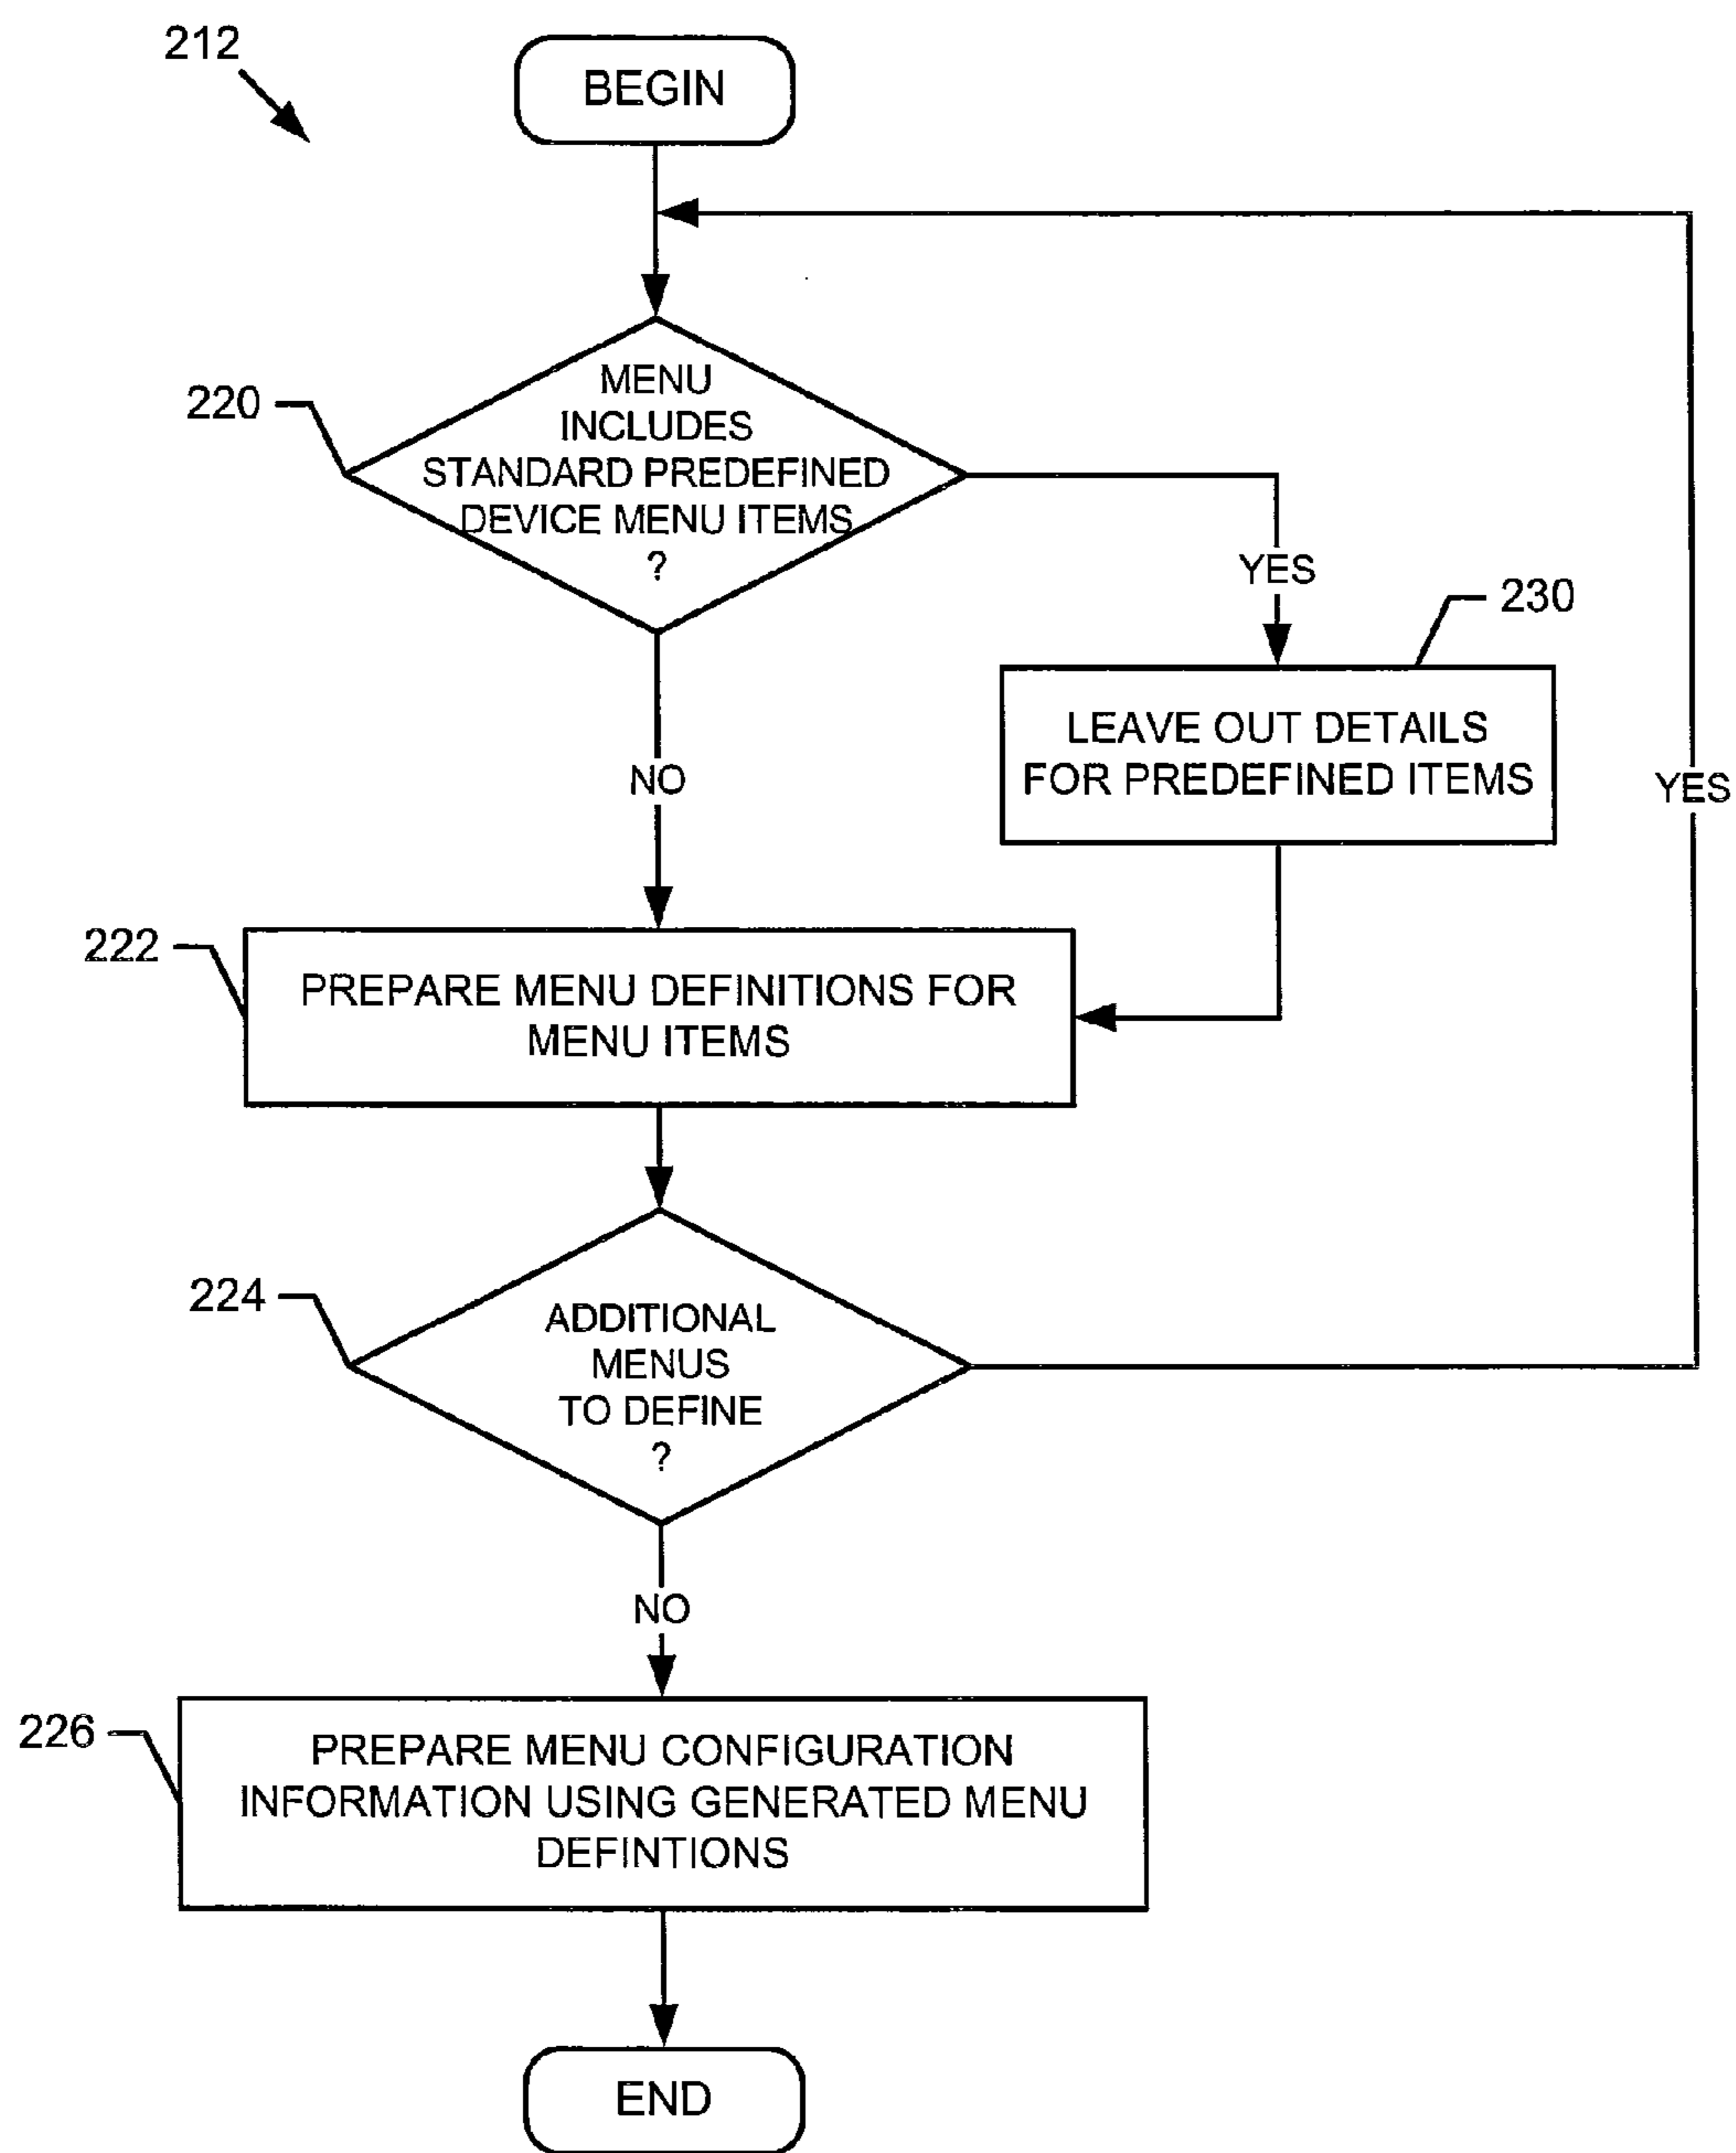 212
BEGIN
220
MENU
INCLUDES
STANDARD PREDEFINED
DEVICE MENU ITEMS
?
YES
230
LEAVE OUT DETAILS
FOR PREDEFINED ITEMS
NO
YES
222
PREPARE MENU DEFINITIONS FOR
MENU ITEMS
224
ADDITIONAL
MENUS
TO DEFINE
?
NO
226
PREPARE MENU CONFIGURATION
INFORMATION USING GENERATED MENU
DEFINTIONS
END